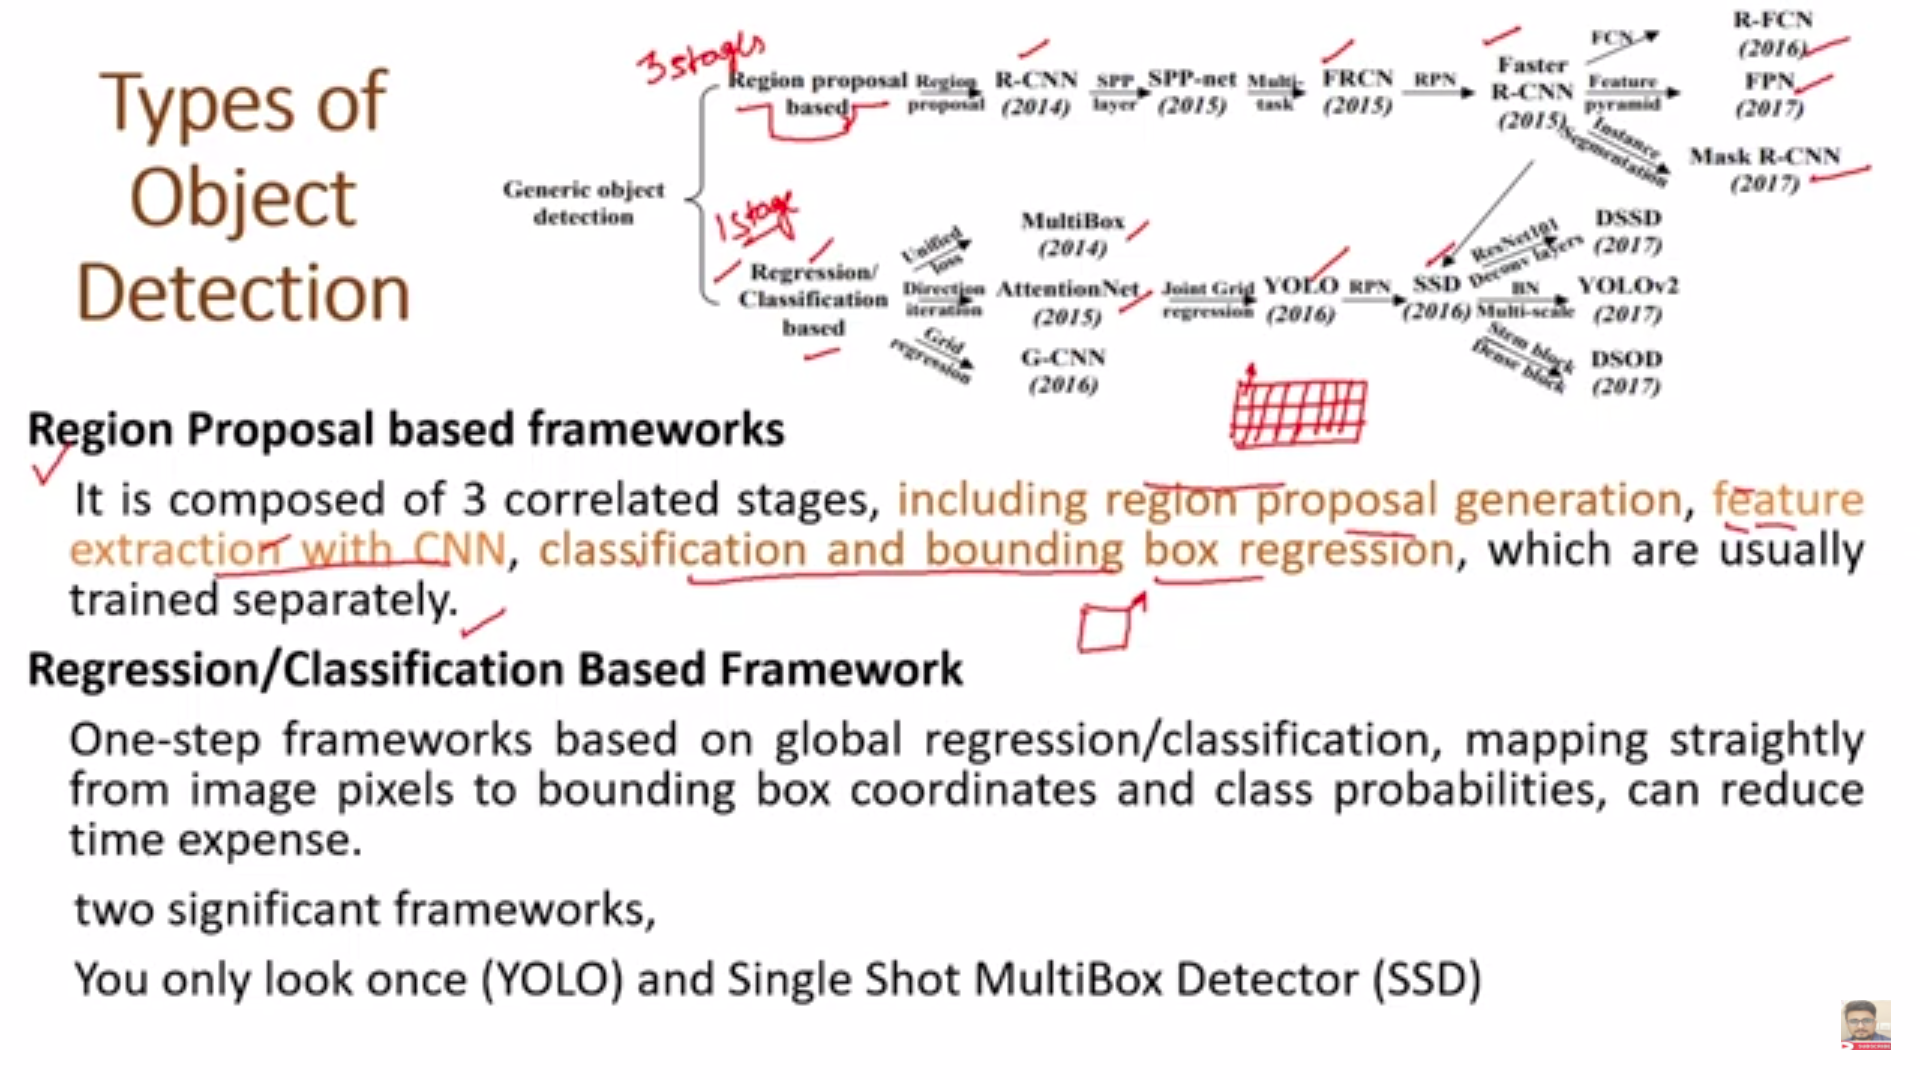 Types of
Object
Detection
3 stages
Region proposal
based
Region
proposal
R-CNN
(2014)
SPP
layer
SPP-net
(2015)
Multi-
task
FRCN
(2015)
RPN
Faster
R-CNN
(2015)
FCN
R-FCN
(2016)
Feature
pyramid
FPN
(2017)
Instance
Segmentation
Mask R-CNN
(2017)
Generic object
detection
1 stage
Regression/
Classification
based
Unified
loss
MultiBox
(2014)
Direction
iteration
AttentionNet
(2015)
Grid
regression
G-CNN
(2016)
Joint Grid
regression
YOLO
(2016)
RPN
SSD
(2016)
ResNet101
Deconv layers
DSSD
(2017)
BN
Multi-scale
YOLOv2
(2017)
Stem block
Dense block
DSOD
(2017)
Region Proposal based frameworks
It is composed of 3 correlated stages, including region proposal generation, feature
extraction with CNN, classification and bounding box regression, which are usually
trained separately.
Regression/Classification Based Framework
One-step frameworks based on global regression/classification, mapping straightly
from image pixels to bounding box coordinates and class probabilities, can reduce
time expense.
two significant frameworks,
You only look once (YOLO) and Single Shot MultiBox Detector (SSD)
SUBSCRIBE